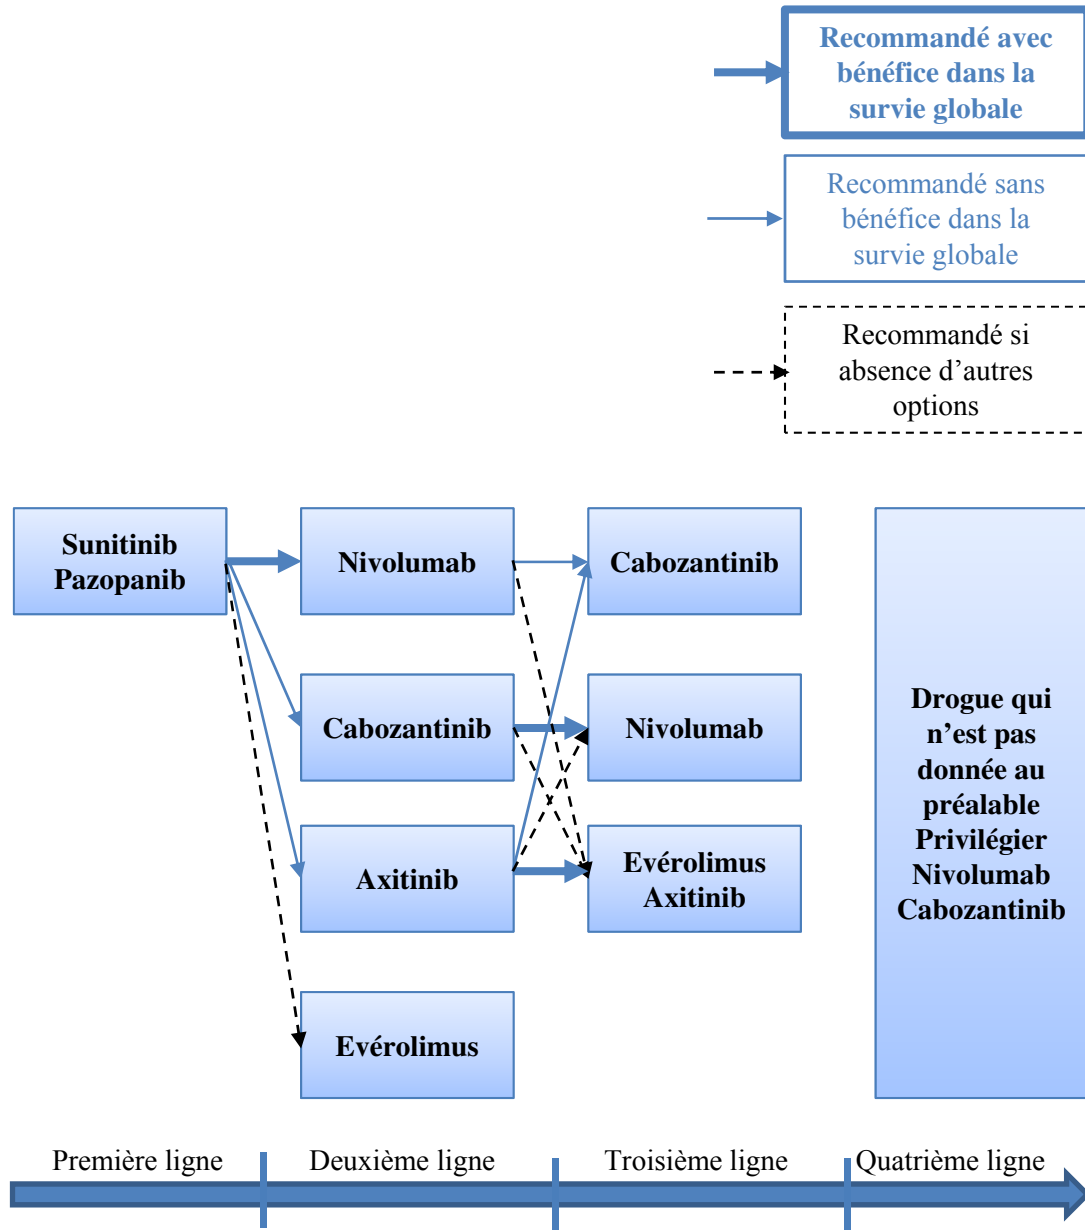 Recommandé avec
bénéfice dans la
survie globale
Recommandé sans
bénéfice dans la
survie globale
Recommandé si
absence d’autres
options
Sunitinib
Pazopanib
Nivolumab
Cabozantinib
Cabozantinib
Nivolumab
Axitinib
Evérolimus
Axitinib
Evérolimus
Drogue qui
n’est pas
donnée au
préalable
Privilégier
Nivolumab
Cabozantinib
Première ligne
Deuxième ligne
Troisième ligne
Quatrième ligne